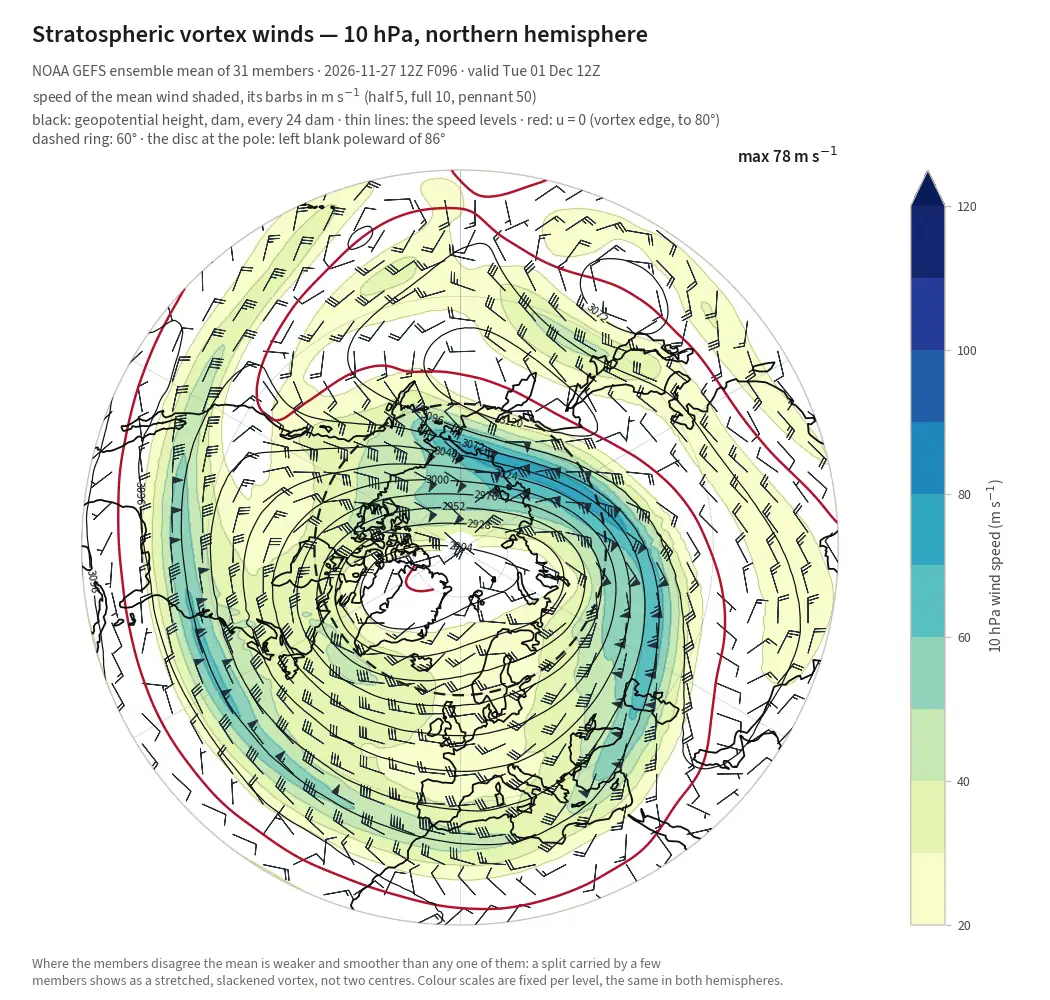 Stratospheric vortex winds — 10 hPa, northern hemisphere
NOAA GEFS ensemble mean of 31 members · 2026-11-27 12Z F096 · valid Tue 01 Dec 12Z
speed of the mean wind shaded, its barbs in m s⁻¹ (half 5, full 10, pennant 50)
black: geopotential height, dam, every 24 dam · thin lines: the speed levels · red: u = 0 (vortex edge, to 80°)
dashed ring: 60° · the disc at the pole: left blank poleward of 86°
max 78 m s⁻¹
120
100
80
60
40
20
10 hPa wind speed (m s⁻¹)
3072
3096
3120
3072
3048
3024
3000
2976
2952
2928
2904
3096
3096
Where the members disagree the mean is weaker and smoother than any one of them: a split carried by a few
members shows as a stretched, slackened vortex, not two centres. Colour scales are fixed per level, the same in both hemispheres.